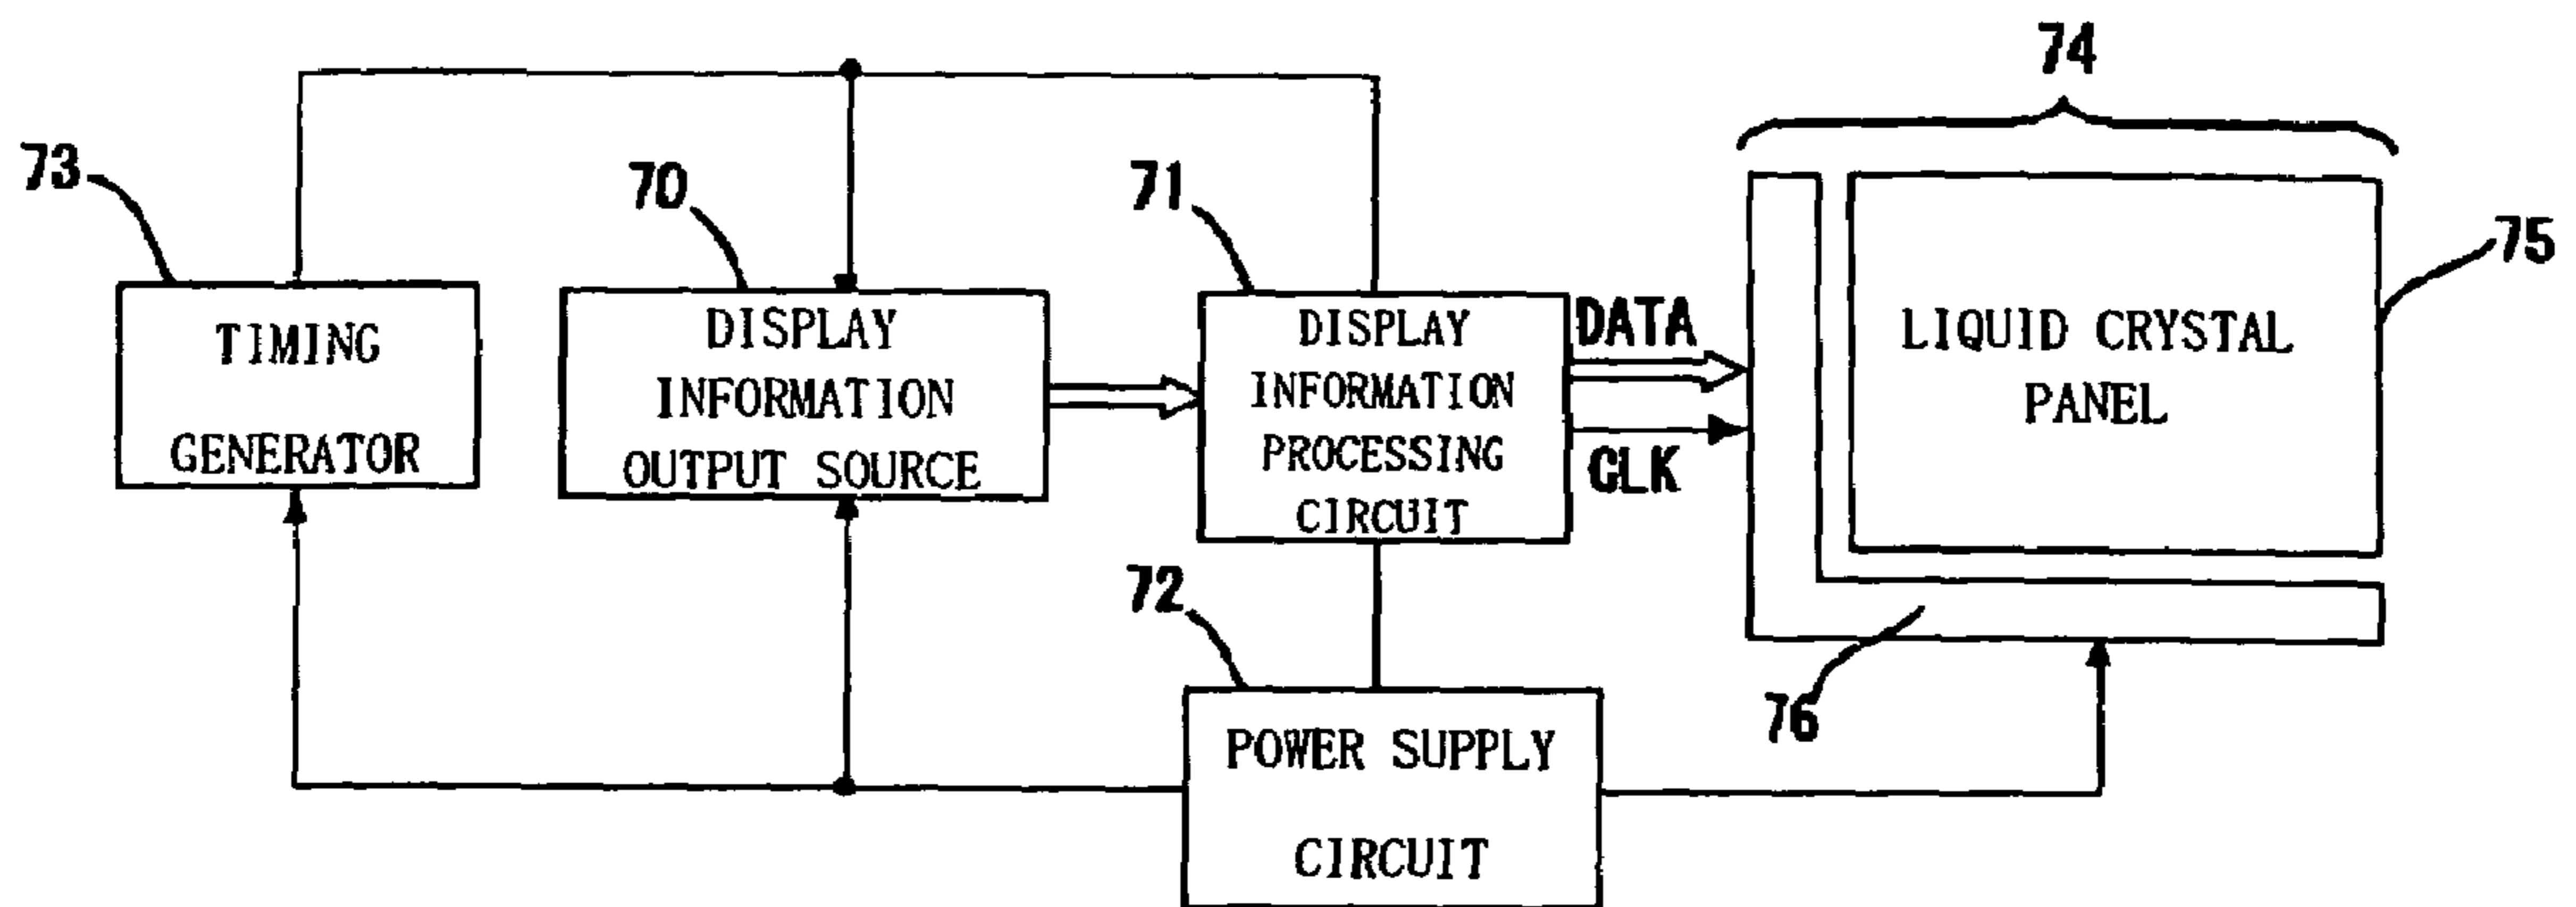 74
73
70
71
75
TIMING
GENERATOR
DISPLAY
INFORMATION
OUTPUT SOURCE
DISPLAY
INFORMATION
PROCESSING
CIRCUIT
DATA
CLK
LIQUID CRYSTAL
PANEL
72
76
POWER SUPPLY
CIRCUIT